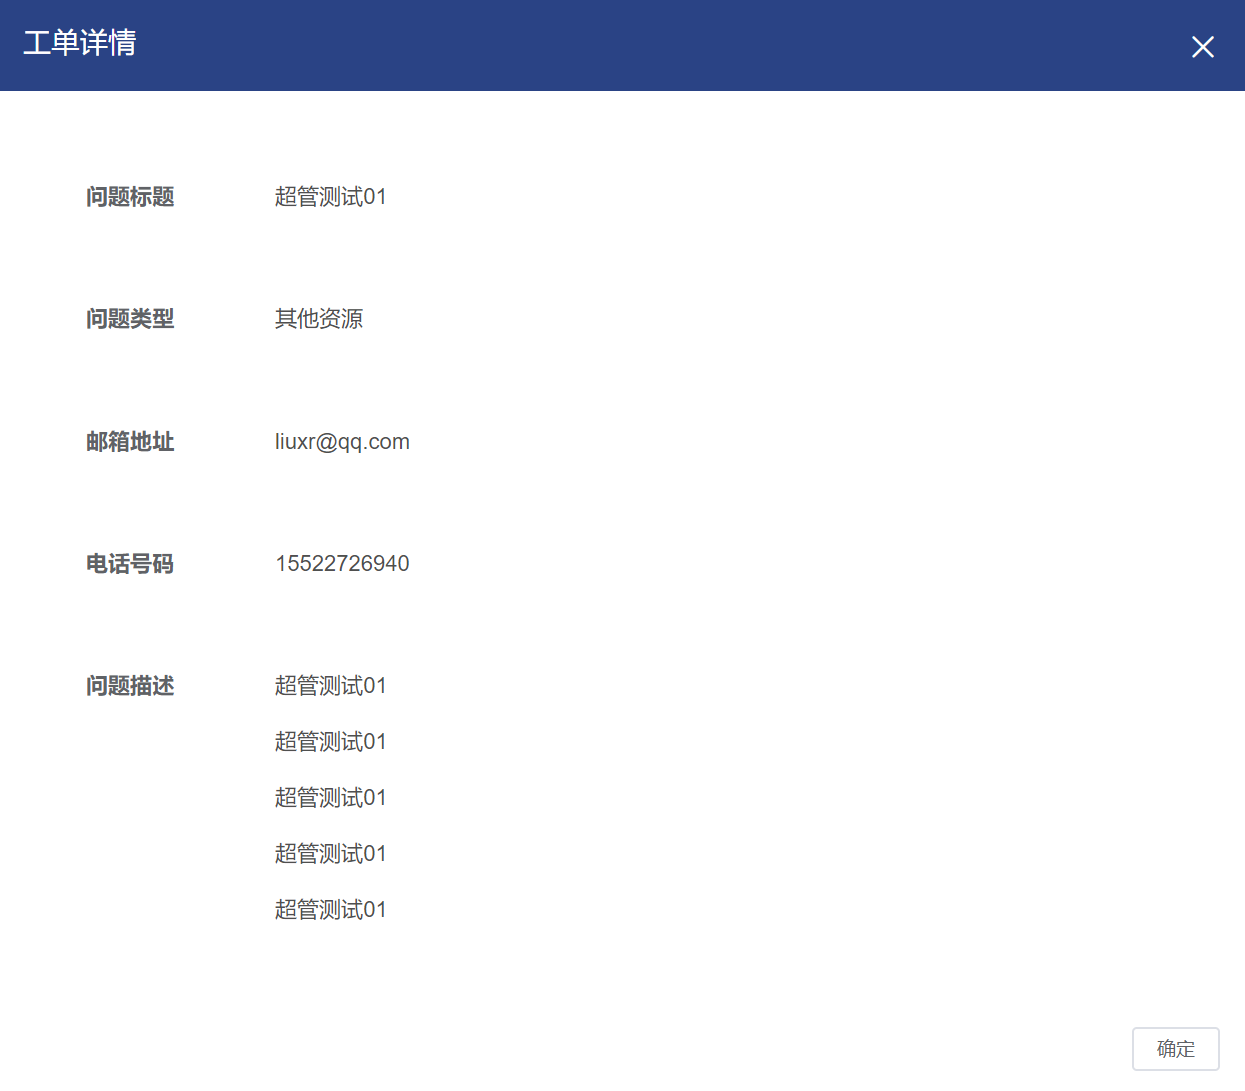 工单详情
问题标题 超管测试01
问题类型 其他资源
邮箱地址 liuxr@qq.com
电话号码 15522726940
问题描述 超管测试01
超管测试01
超管测试01
超管测试01
超管测试01
确定